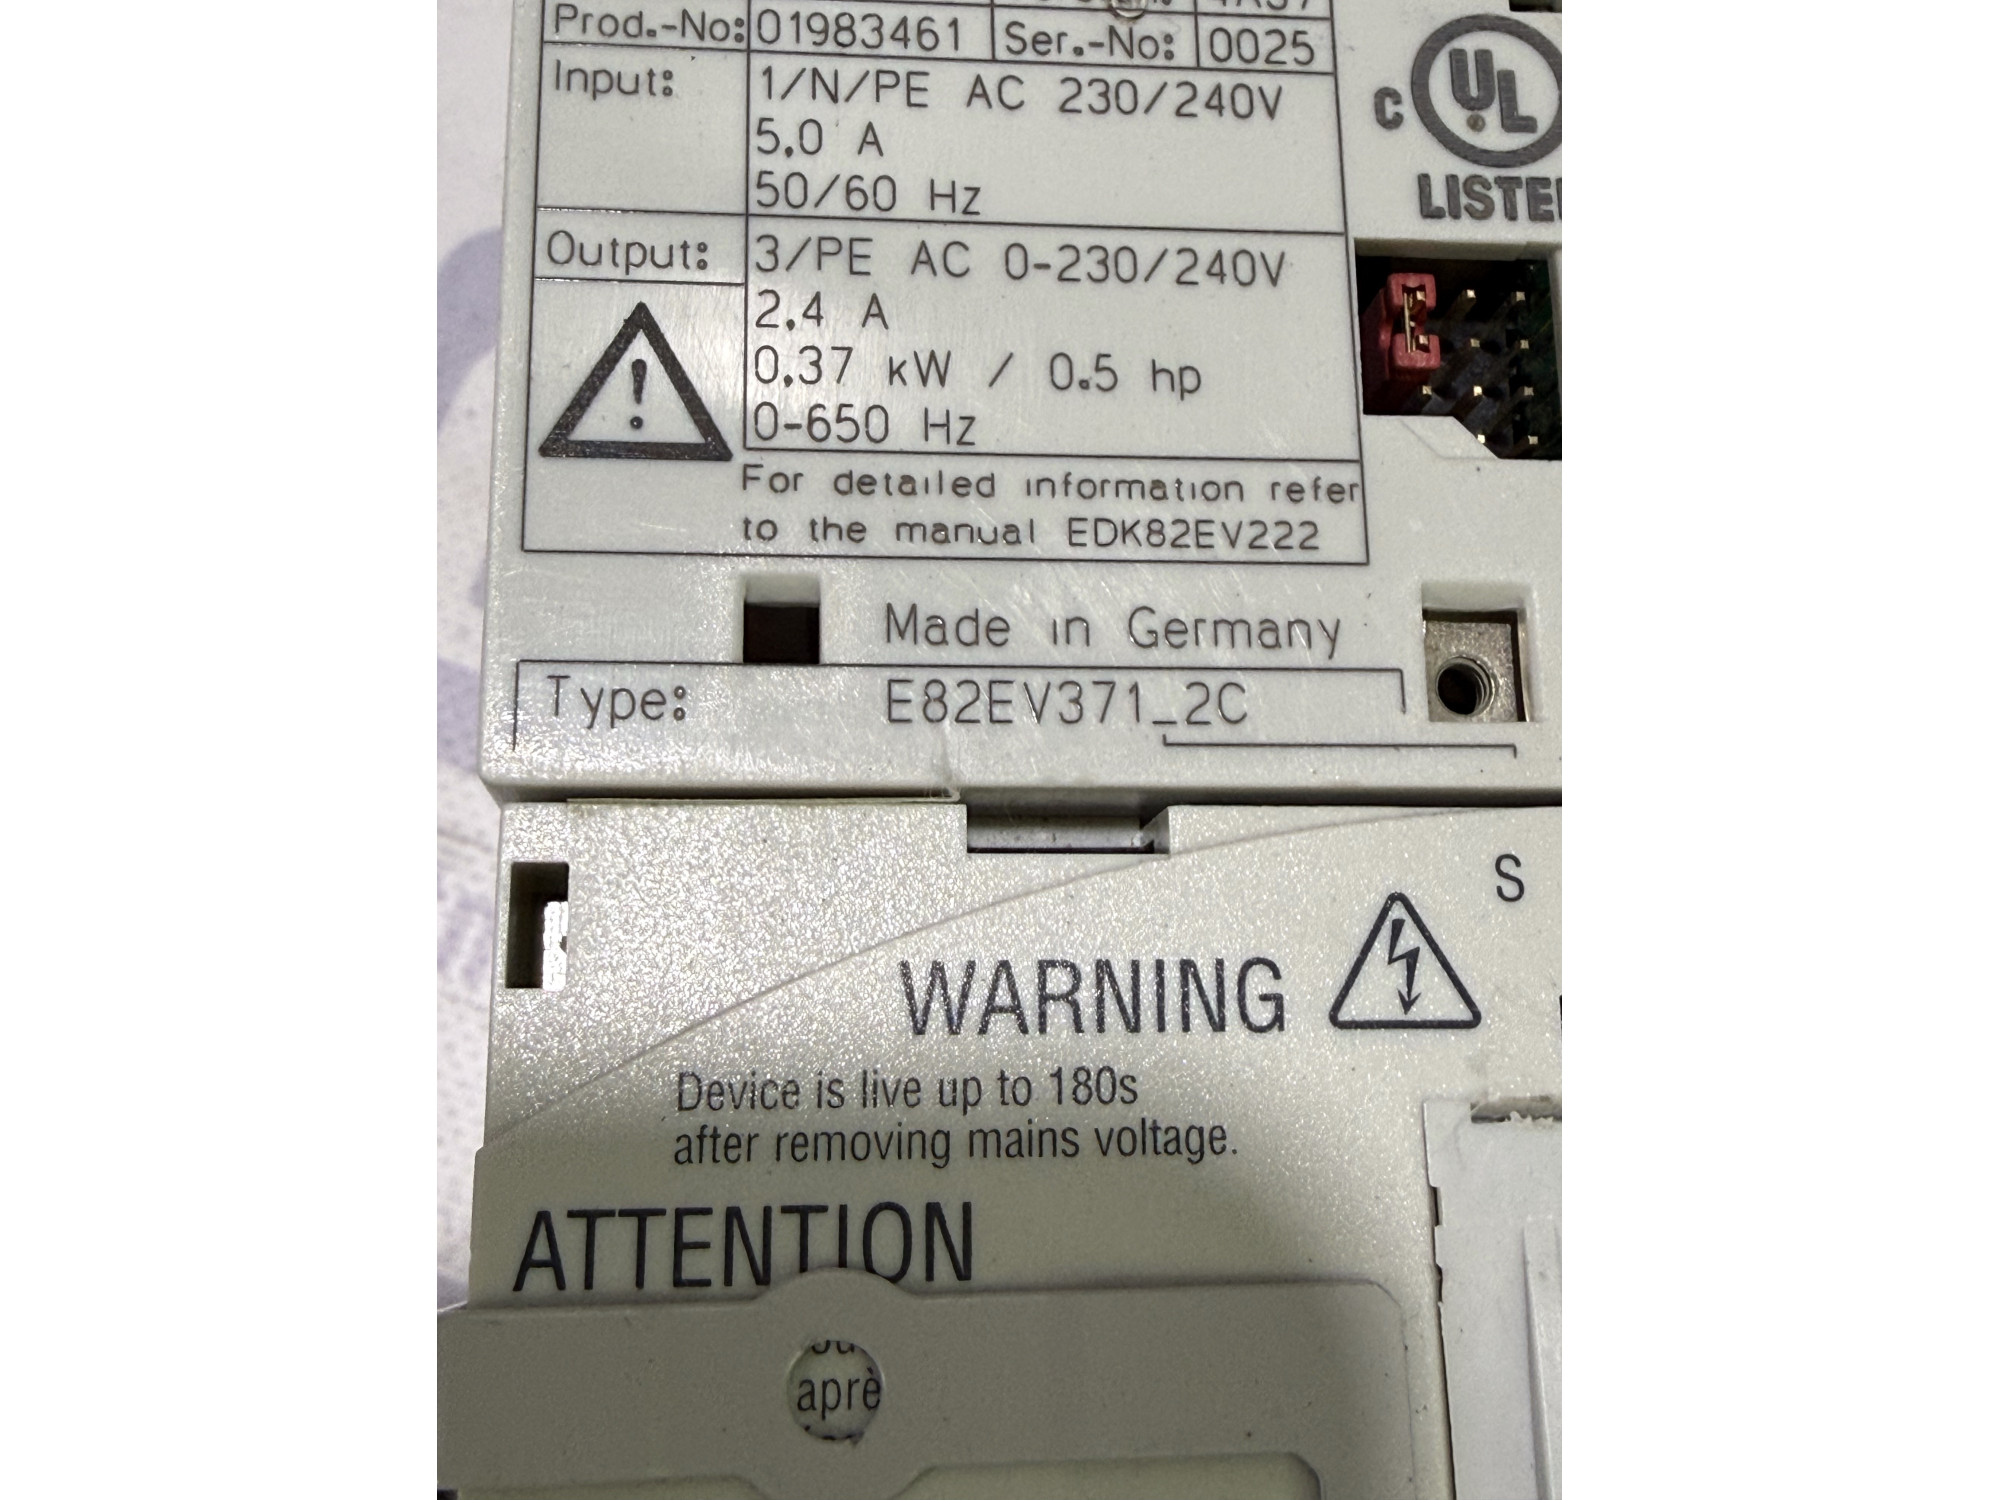 Prod.-No: 01983461 Ser.-No: 0025
Input: 1/N/PE AC 230/240V
5.0 A
50/60 Hz
Output: 3/PE AC 0-230/240V
2.4 A
0.37 kW / 0.5 hp
0-650 Hz
For detailed information refer
to the manual EDK82EV222
C UL
LISTE
Made in Germany
Type: E82EV371_2C
S
WARNING
Device is live up to 180s
after removing mains voltage.
ATTENTION
aprè